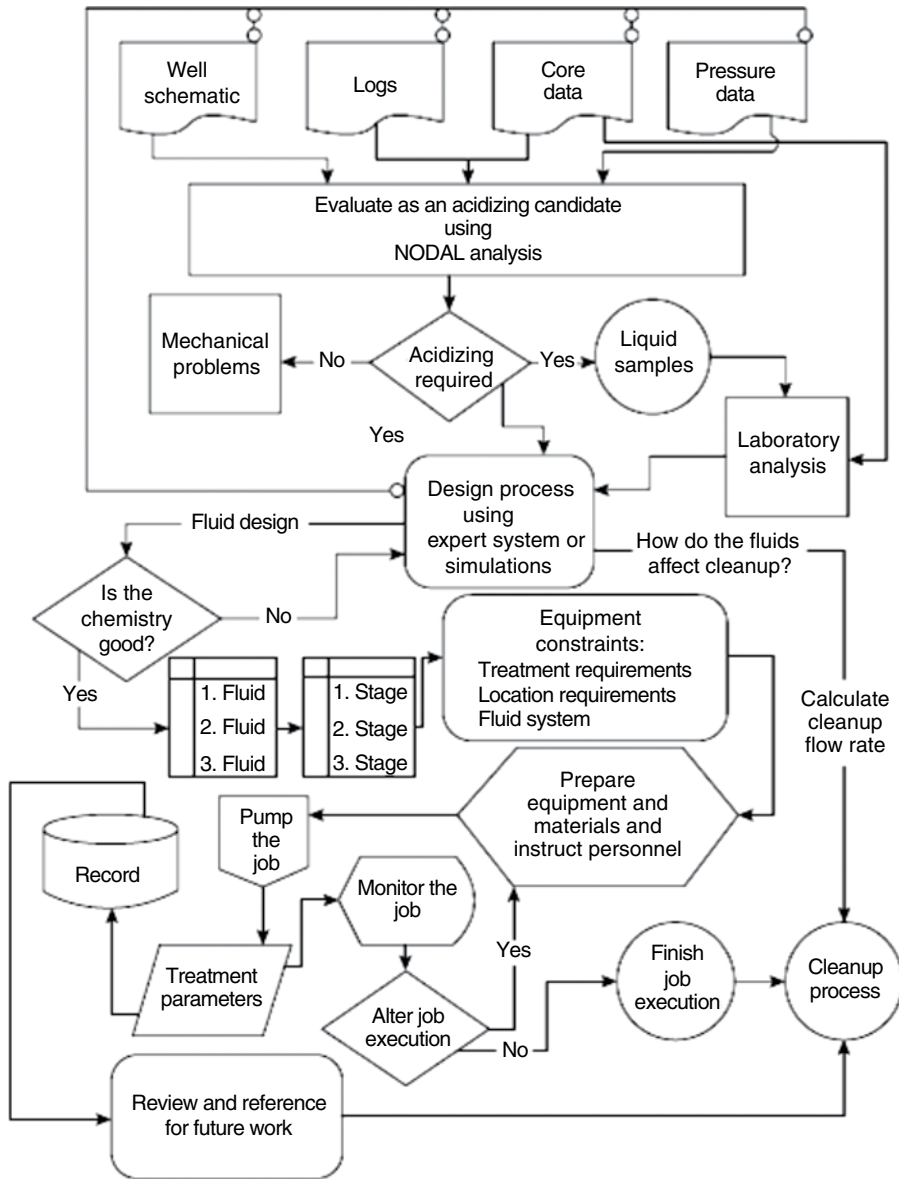 Well
schematic
Logs
Core
data
Pressure
data
Evaluate as an acidizing candidate
using
NODAL analysis
Mechanical
problems
No
Acidizing
required
Yes
Liquid
samples
Yes
Laboratory
analysis
Design process
using
expert system or
simulations
Fluid design
How do the fluids
affect cleanup?
Is the
chemistry
good?
No
Yes
1. Fluid
2. Fluid
3. Fluid
1. Stage
2. Stage
3. Stage
Equipment
constraints:
Treatment requirements
Location requirements
Fluid system
Calculate
cleanup
flow rate
Prepare
equipment and
materials and
instruct personnel
Pump
the
job
Record
Monitor the
job
Yes
Treatment
parameters
Alter job
execution
No
Finish
job
execution
Cleanup
process
Review and reference
for future work